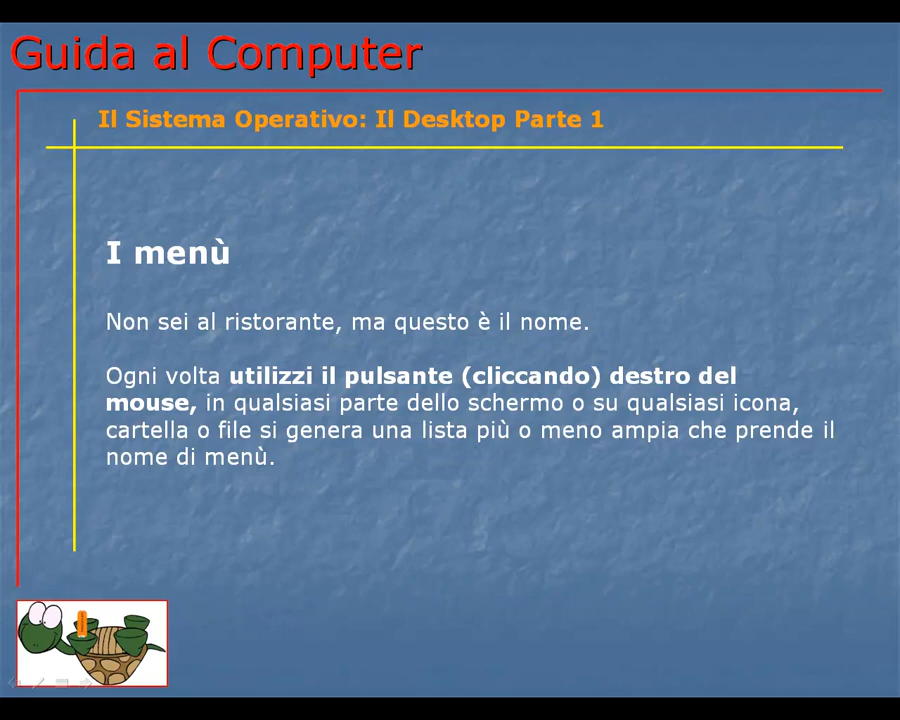 Guida al Computer
Il Sistema Operativo: Il Desktop Parte 1
I menù
Non sei al ristorante, ma questo è il nome.
Ogni volta utilizzi il pulsante (cliccando) destro del
mouse, in qualsiasi parte dello schermo o su qualsiasi icona,
cartella o file si genera una lista più o meno ampia che prende il
nome di menù.